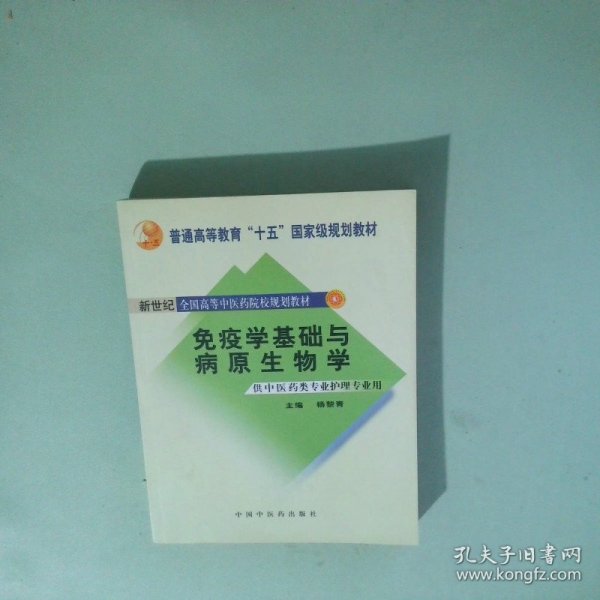 普通高等教育“十五”国家级规划教材
新世纪 全国高等中医药院校规划教材
免疫学基础与
病原生物学
供中医药类专业护理专业用
主编 杨黎青
中国中医药出版社
孔夫子旧书网
www.kongfz.com